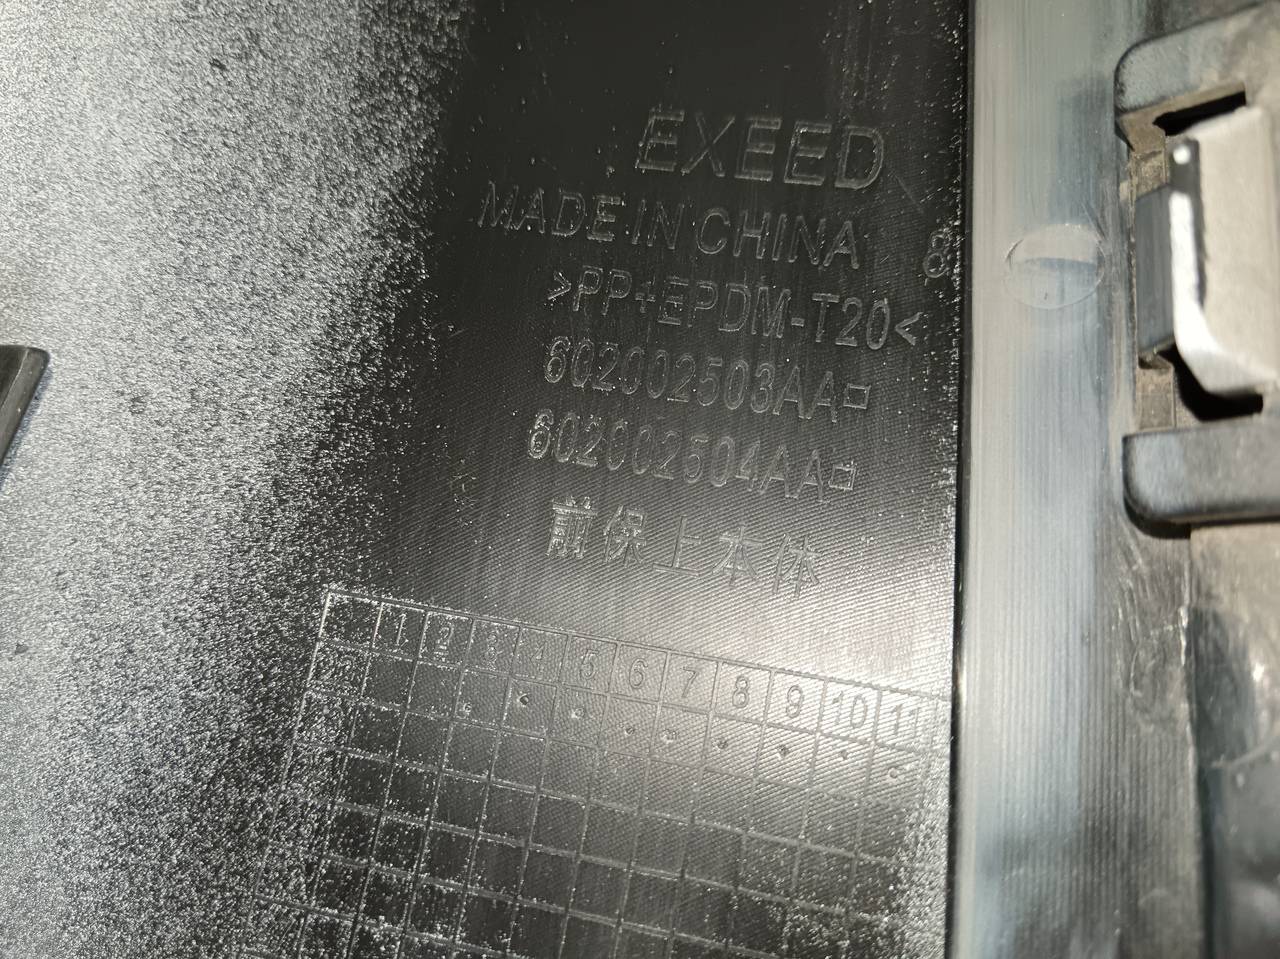 EXEED
MADE IN CHINA
8
>PP+EPDM-T20<
602002503AA
602002504AA
前保上本体
1 2 3 4 5 6 7 8 9 10 11